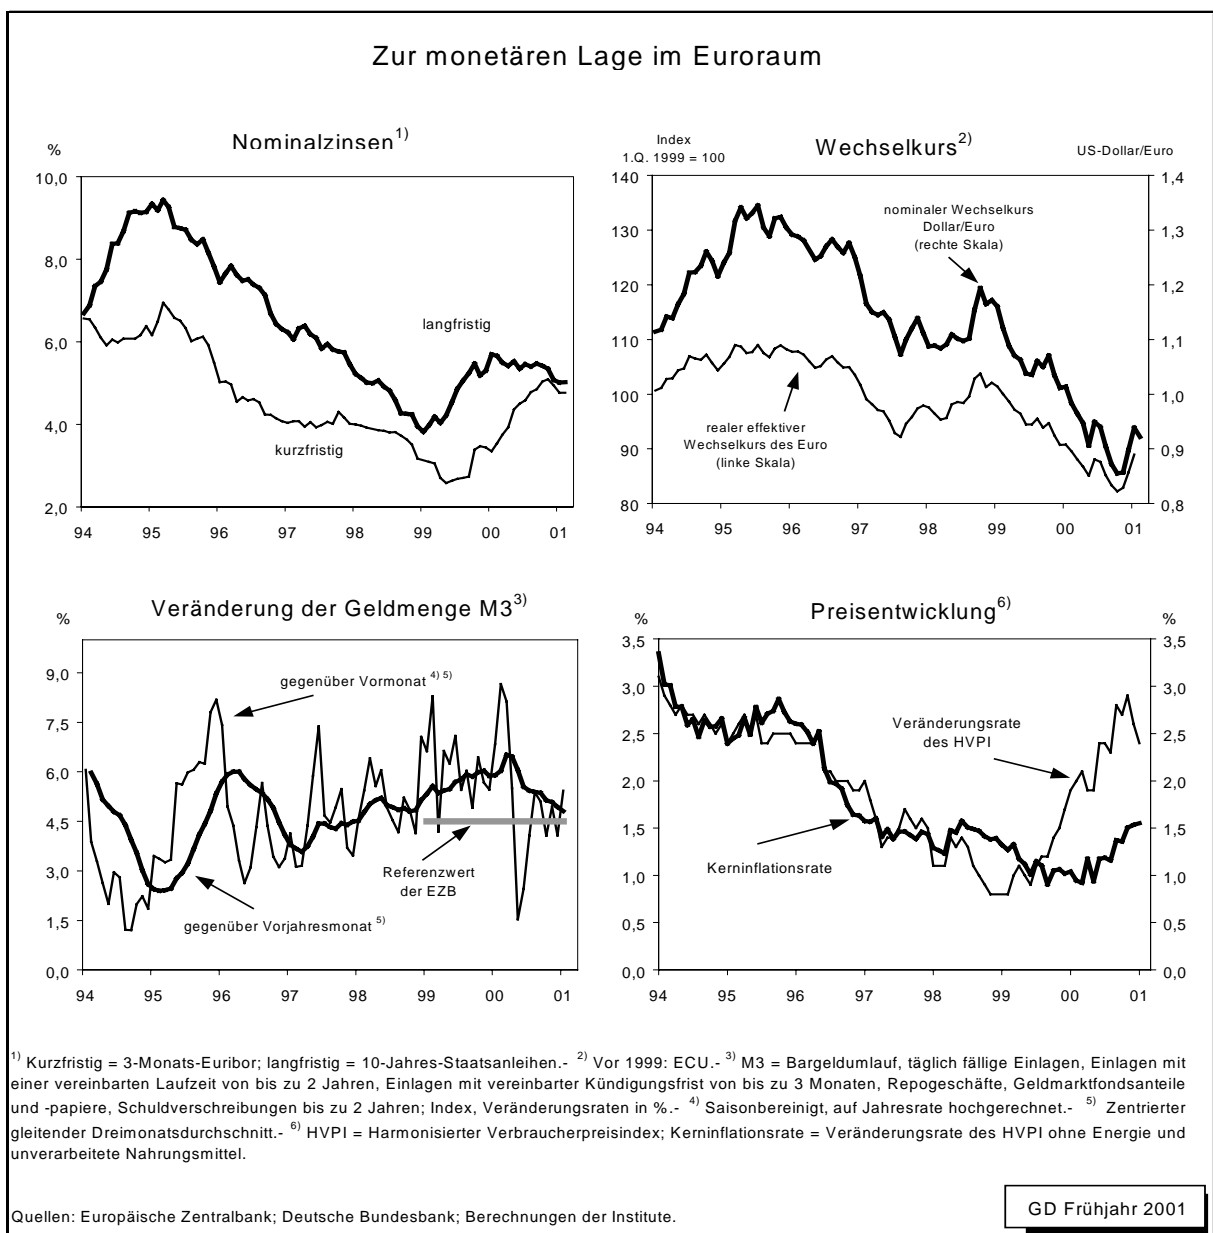 Zur monetären Lage im Euroraum
Nominalzinsen1)
%
10,0
8,0
6,0
4,0
2,0
langfristig
kurzfristig
94 95 96 97 98 99 00 01
Wechselkurs2)
Index
1.Q. 1999 = 100
US-Dollar/Euro
140
130
120
110
100
90
80
1,4
1,3
1,2
1,1
1,0
0,9
0,8
nominaler Wechselkurs
Dollar/Euro
(rechte Skala)
realer effektiver
Wechselkurs des Euro
(linke Skala)
94 95 96 97 98 99 00 01
Veränderung der Geldmenge M33)
%
9,0
7,5
6,0
4,5
3,0
1,5
0,0
gegenüber Vormonat 4) 5)
Referenzwert
der EZB
gegenüber Vorjahresmonat 5)
94 95 96 97 98 99 00 01
Preisentwicklung6)
% %
3,5
3,0
2,5
2,0
1,5
1,0
0,5
0,0
3,5
3,0
2,5
2,0
1,5
1,0
0,5
0,0
Veränderungsrate
des HVPI
Kerninflationsrate
94 95 96 97 98 99 00 01
1) Kurzfristig = 3-Monats-Euribor; langfristig = 10-Jahres-Staatsanleihen.- 2) Vor 1999: ECU.- 3) M3 = Bargeldumlauf, täglich fällige Einlagen, Einlagen mit
einer vereinbarten Laufzeit von bis zu 2 Jahren, Einlagen mit vereinbarter Kündigungsfrist von bis zu 3 Monaten, Repogeschäfte, Geldmarktfondsanteile
und -papiere, Schuldverschreibungen bis zu 2 Jahren; Index, Veränderungsraten in %.- 4) Saisonbereinigt, auf Jahresrate hochgerechnet.- 5) Zentrierter
gleitender Dreimonatsdurchschnitt.- 6) HVPI = Harmonisierter Verbraucherpreisindex; Kerninflationsrate = Veränderungsrate des HVPI ohne Energie und
unverarbeitete Nahrungsmittel.
Quellen: Europäische Zentralbank; Deutsche Bundesbank; Berechnungen der Institute.
GD Frühjahr 2001